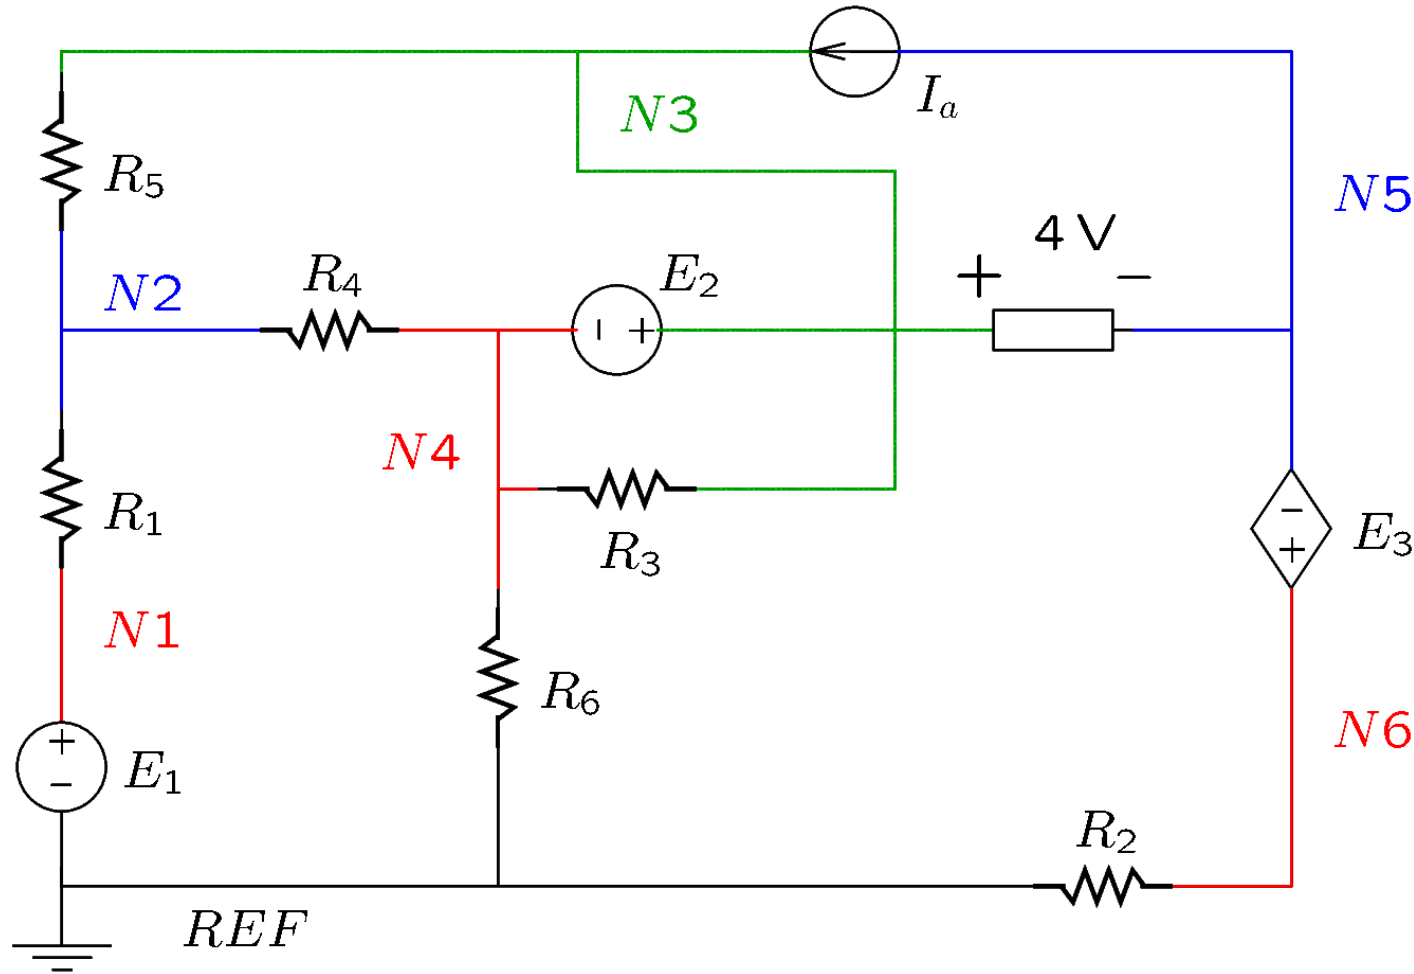 I_a
N3
R_5
N5
4 V
+ −
R_4
E_2
N2
− +
N4
R_1
R_3
−
+
E_3
N1
R_6
N6
+
−
E_1
R_2
REF